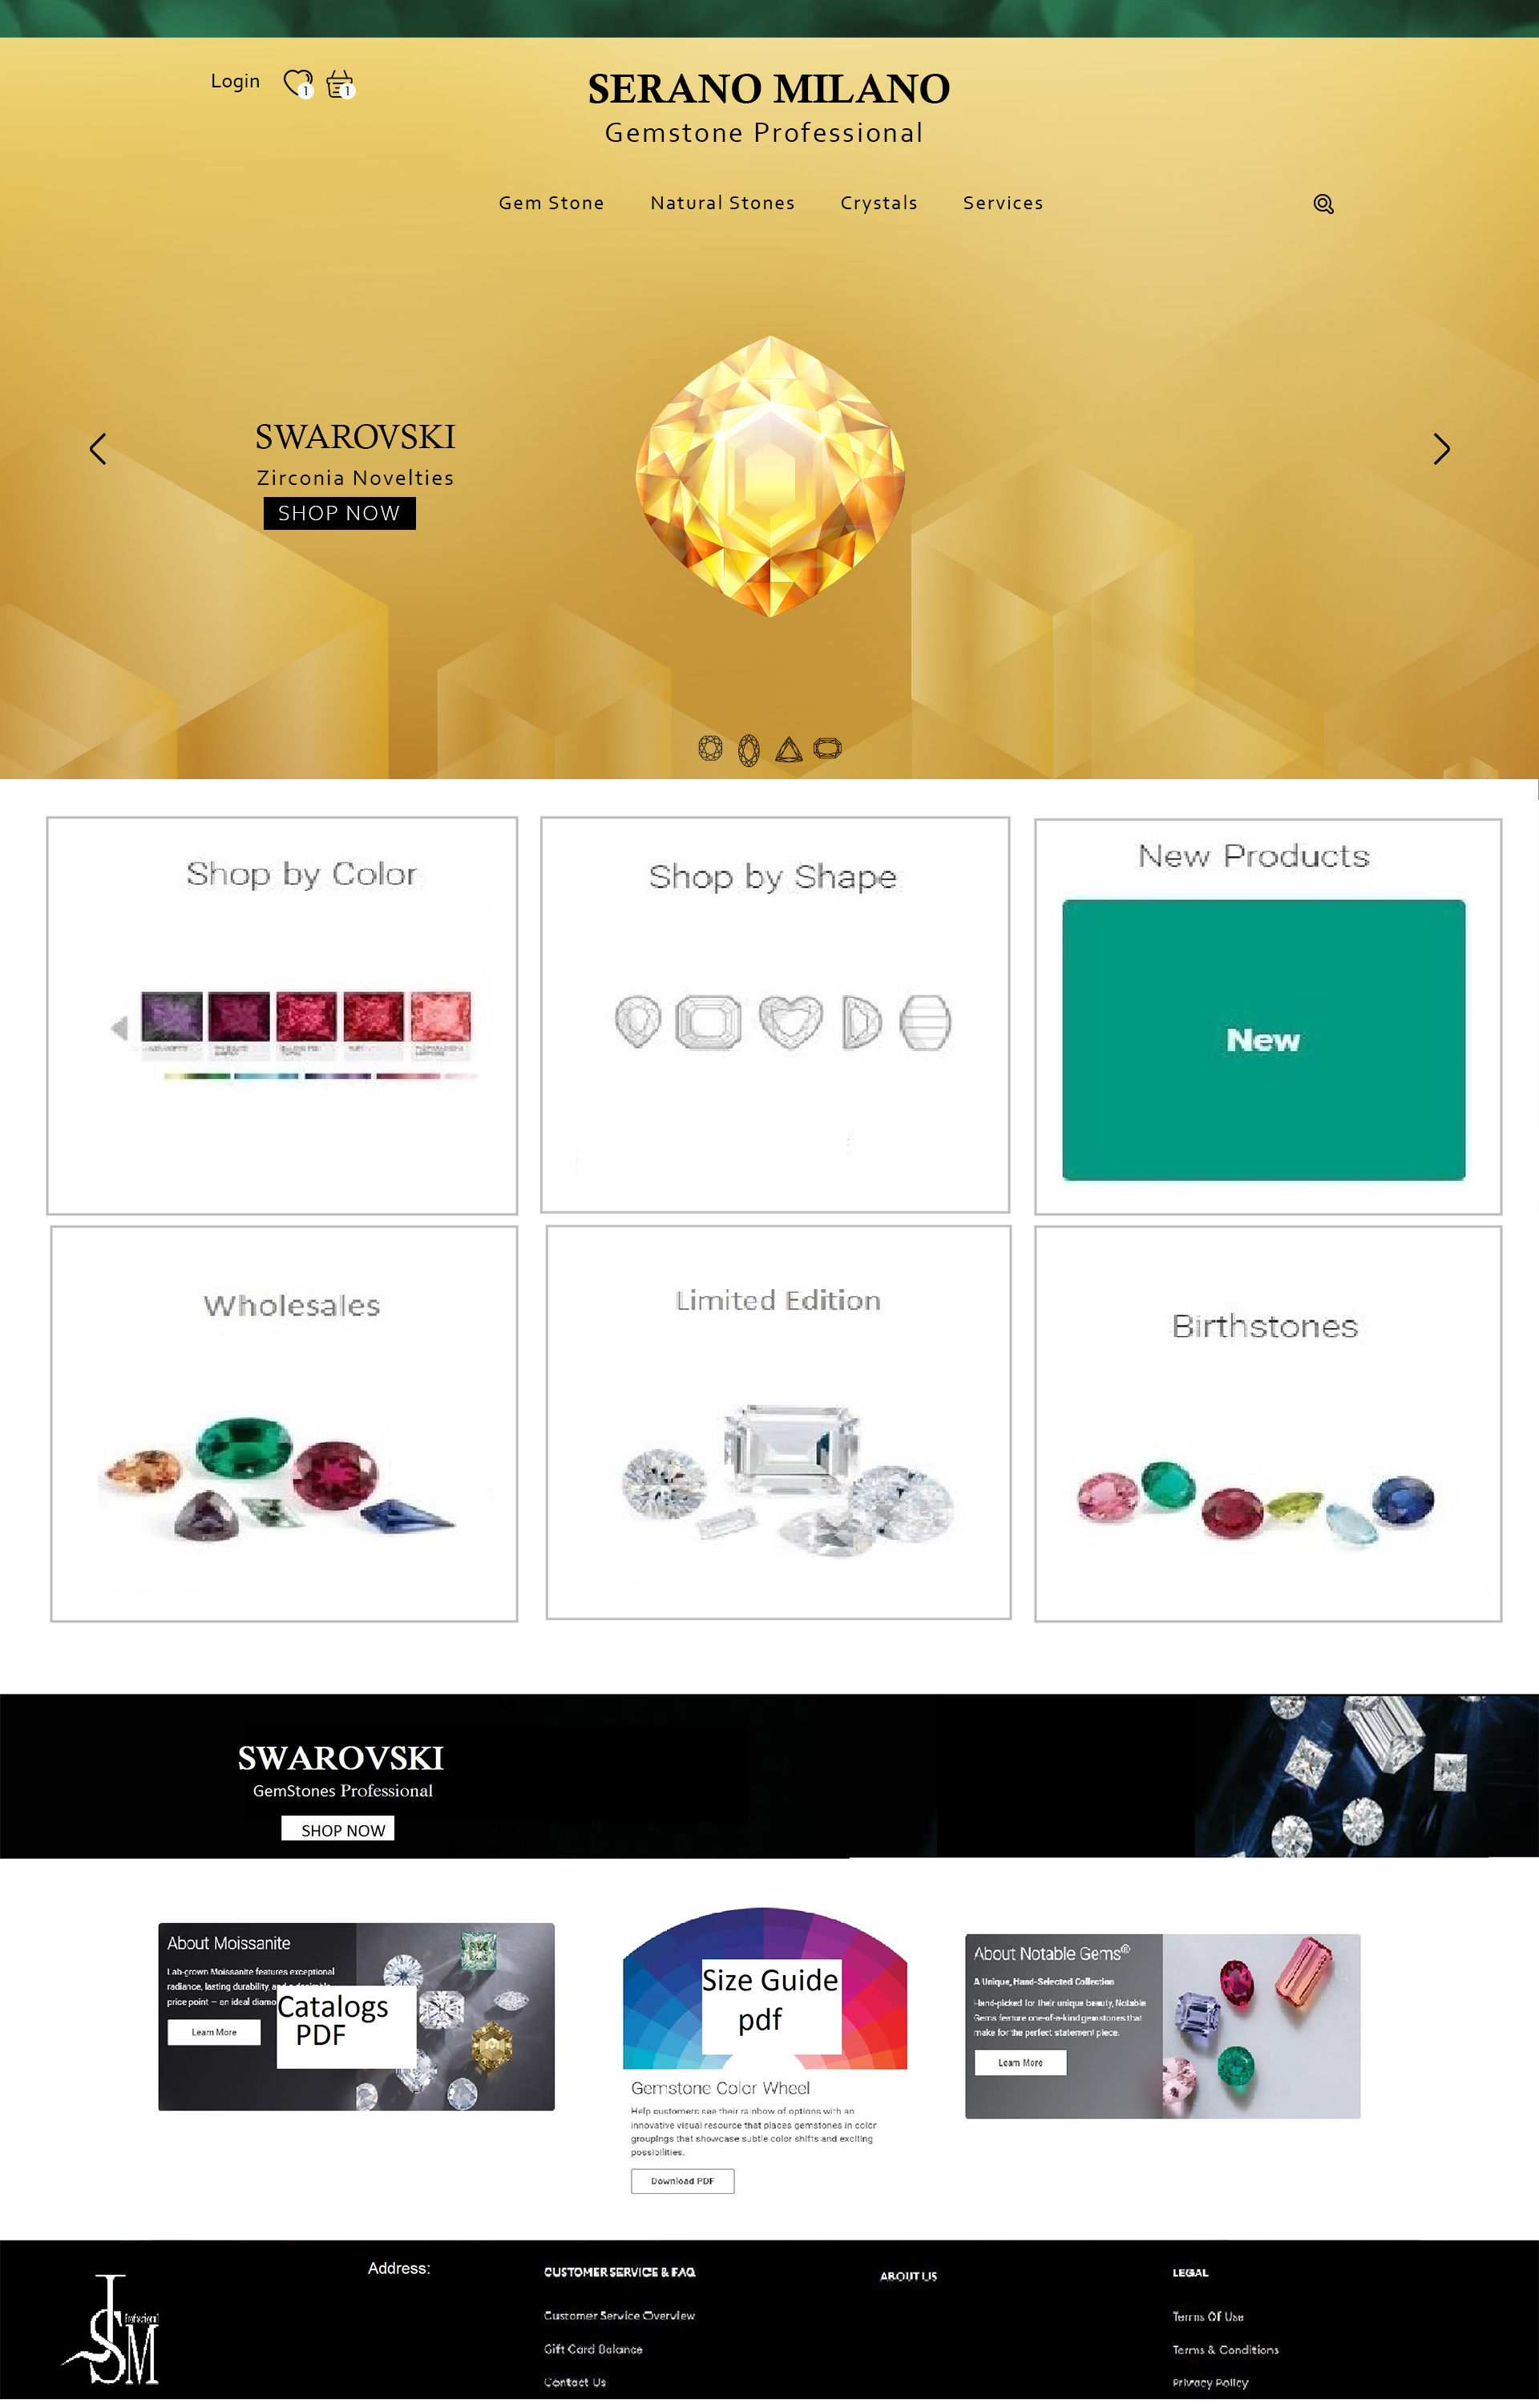 Login
1
1
SERANO MILANO
Gemstone Professional
Gem Stone
Natural Stones
Crystals
Services
SWAROVSKI
Zirconia Novelties
SHOP NOW
Shop by Color
Shop by Shape
New Products
New
Wholesales
Limited Edition
Birthstones
SWAROVSKI
GemStones Professional
SHOP NOW
About Moissanite
Lab-grown Moissanite features exceptional
radiance, lasting durability, and a desirable
price point — an ideal diamo
Learn More
Catalogs
PDF
Size Guide
pdf
Gemstone Color Wheel
Help customers see their rainbow of options with an
innovative visual resource that places gemstones in color
groupings that showcase subtle color shifts and exciting
possibilities.
Download PDF
About Notable Gems®
A Unique, Hand-Selected Collection
Hand-picked for their unique beauty, Notable
Gems feature one-of-a-kind gemstones that
make for the perfect statement piece.
Learn More
JSM
Professional
Address:
CUSTOMER SERVICE & FAQ
Customer Service Overview
Gift Card Balance
Contact Us
ABOUT US
LEGAL
Terms Of Use
Terms & Conditions
Privacy Policy